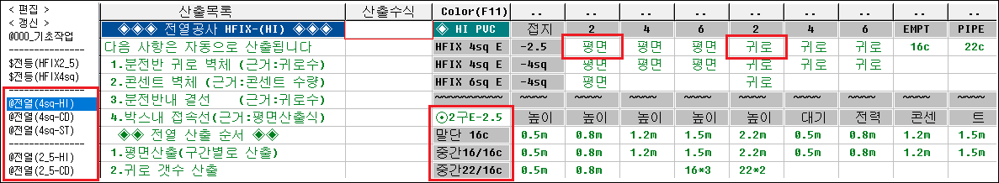 < 편집 > 산출목록 산출수식 Color(F11) .. .. .. .. .. .. .. .. ..
< 갱신 > ◈◈◈ 전열공사 HFIX-(HI) ◈◈◈ ◈ HI PVC 접지 2 4 6 2 4 6 EMPT PIPE
@000_기초작업 다음 사항은 자동으로 산출됩니다 HFIX 4sq E -2.5 평면 평면 평면 귀로 귀로 귀로 16c 22c
---------------
$전등(HFIX2_5) 1.분전반 귀로 벽체 (근거:귀로수) HFIX 4sq E -4sq 평면 평면 평면 귀로 귀로 귀로
$전등(HFIX4sq) 2.콘센트 벽체 (근거:콘센트 수량) HFIX 6sq E -4sq 평면 귀로
---------------
@전열(4sq-HI) 3.분전반내 결선 (근거:귀로수) ~~~~~~~~~ ~~~~ ~~~~ ~~~~ ~~~~ ~~~~ ~~~~ ~~~~ ~~~~ ~~~~
@전열(4sq-CD) 4.박스내 접속선(근거:평면산출식) ⊙2구E-2.5 높이 높이 높이 높이 높이 대기 전력 콘센 트
@전열(4sq-ST) ◈◈ 전열 산출 순서 ◈◈ 말단 16c 0.5m 0.8m 1.2m 1.5m 2.2m 0.5m 0.8m 1.2m 1.5m
---------------
@전열(2_5-HI) 1.평면산출(구간별로 산출) 중간16/16c 0.5m 0.8m 1.2m 1.5m 2.2m 0.5m 0.8m 1.2m 1.5m
@전열(2_5-CD) 2.귀로 갯수 산출 중간22/16c 0.5m 0.8m 16*3 22*2